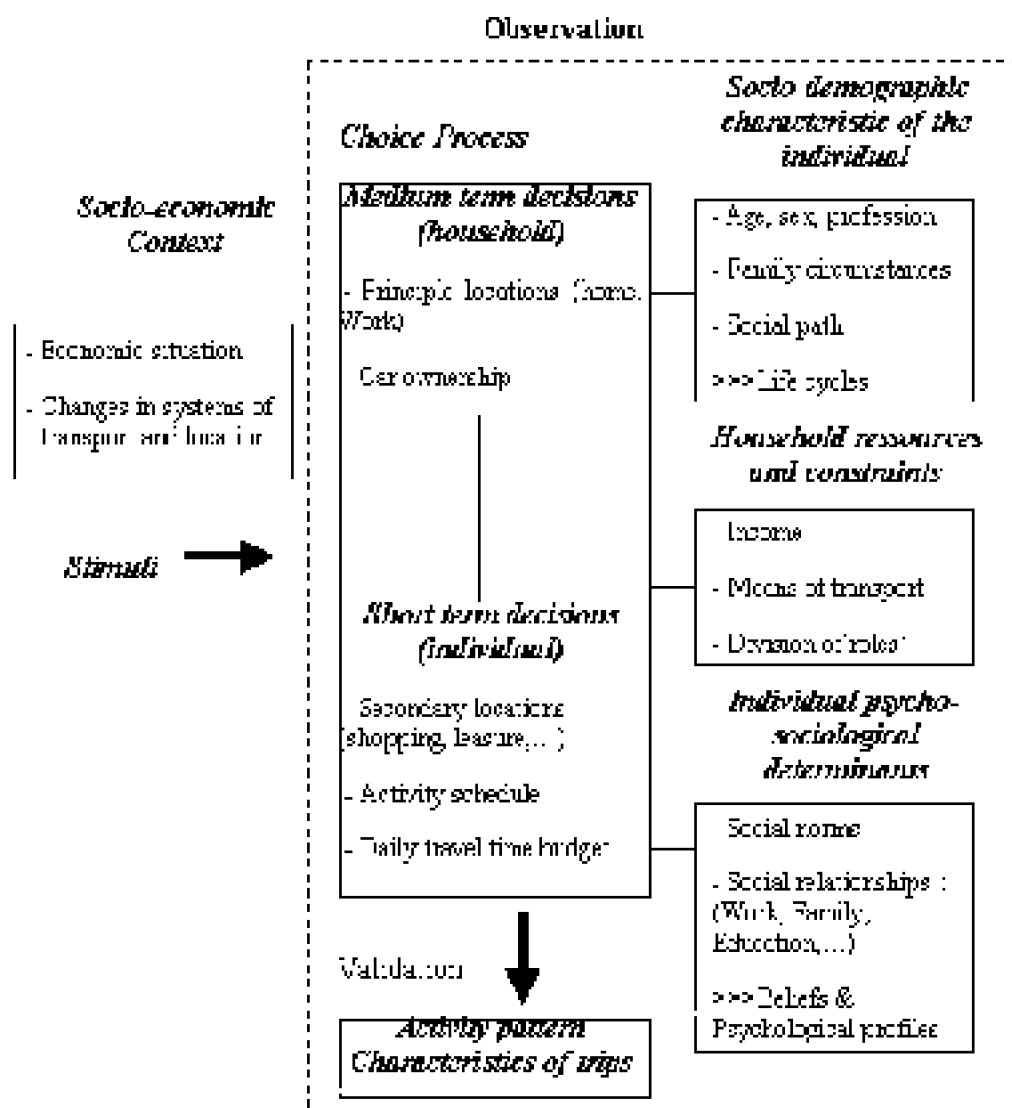 Observation
Socio demographic
characteristic of the
individual
Choice Process
Medium term decisions
(household)
Socio-economic
Context
- Age, sex, profession
- Family circumstances
- Social path
>>> Life cycles
- Principle locations (home,
Work)
Car ownership
- Economic situation
- Changes in systems of
transport and location
Household ressources
and constraints
Income
- Means of transport
- Division of roles
Stimuli
Short term decisions
(individual)
Secondary locations
(shopping, leasure,...)
- Activity schedule
- Daily travel time budget
Individual psycho-
sociological
determinants
Social norms
- Social relationships :
(Work, Family,
Education,...)
>>> Beliefs &
Psychological profiles
Validation
Activity pattern
Characteristics of trips